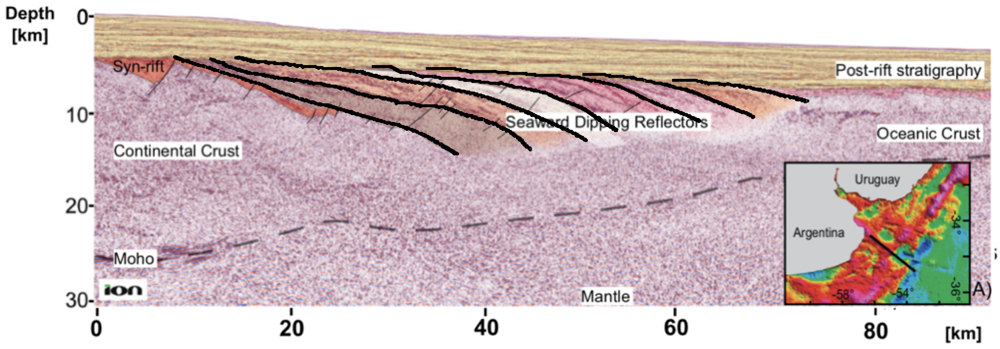 Depth
[km]
0
Syn-rift
Post-rift stratigraphy
10
Seaward Dipping Reflectors
Oceanic Crust
Continental Crust
Uruguay
20
-34°
Argentina
Moho
ion
-58°
-54°
-36°
A)
30
Mantle
0
20
40
60
80
[km]